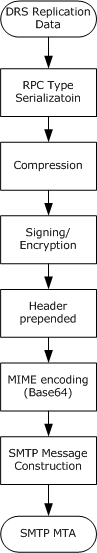 DRS Replication
Data
RPC Type
Serializatoin
Compression
Signing/
Encryption
Header
prepended
MIME encoding
(Base64)
SMTP Message
Construction
SMTP MTA